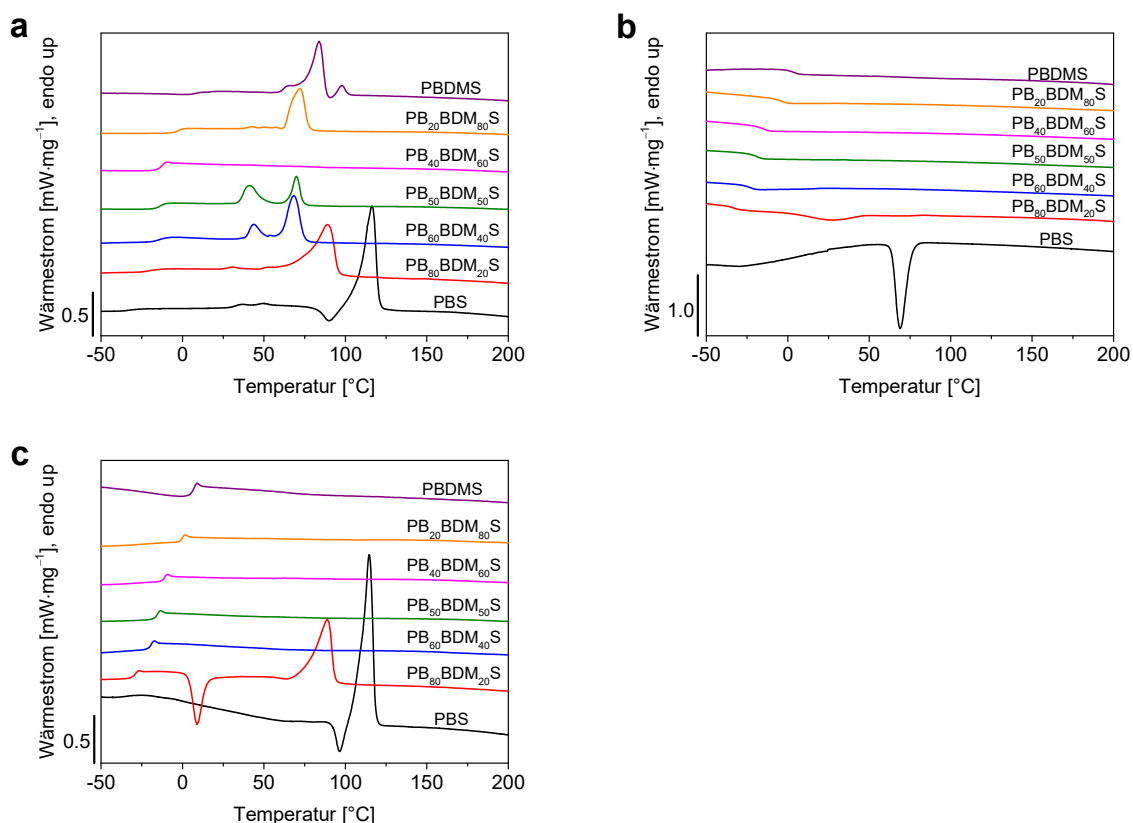 a
Wärmestrom [mW·mg⁻¹], endo up
0.5
PBDMS
PB₂₀BDM₈₀S
PB₄₀BDM₆₀S
PB₅₀BDM₅₀S
PB₆₀BDM₄₀S
PB₈₀BDM₂₀S
PBS
-50 0 50 100 150 200
Temperatur [°C]
b
Wärmestrom [mW·mg⁻¹], endo up
1.0
PBDMS
PB₂₀BDM₈₀S
PB₄₀BDM₆₀S
PB₅₀BDM₅₀S
PB₆₀BDM₄₀S
PB₈₀BDM₂₀S
PBS
-50 0 50 100 150 200
Temperatur [°C]
c
Wärmestrom [mW·mg⁻¹], endo up
0.5
PBDMS
PB₂₀BDM₈₀S
PB₄₀BDM₆₀S
PB₅₀BDM₅₀S
PB₆₀BDM₄₀S
PB₈₀BDM₂₀S
PBS
-50 0 50 100 150 200
Temperatur [°C]